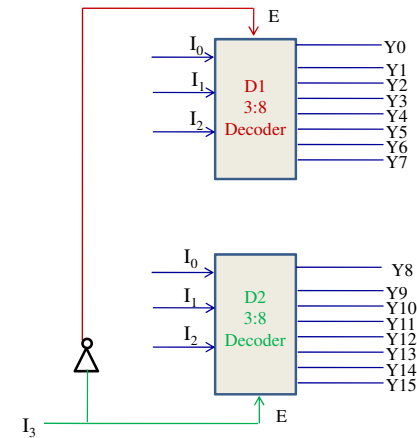 E
I0
I1
I2
D1
3:8
Decoder
Y0
Y1
Y2
Y3
Y4
Y5
Y6
Y7
I0
I1
I2
D2
3:8
Decoder
Y8
Y9
Y10
Y11
Y12
Y13
Y14
Y15
I3
E